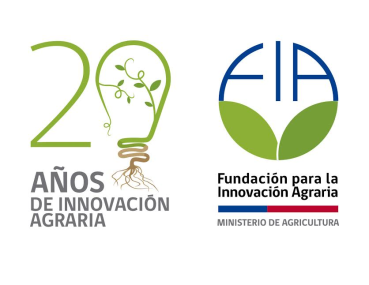 20
AÑOS
DE INNOVACIÓN
AGRARIA
FIA
Fundación para la
Innovación Agraria
MINISTERIO DE AGRICULTURA